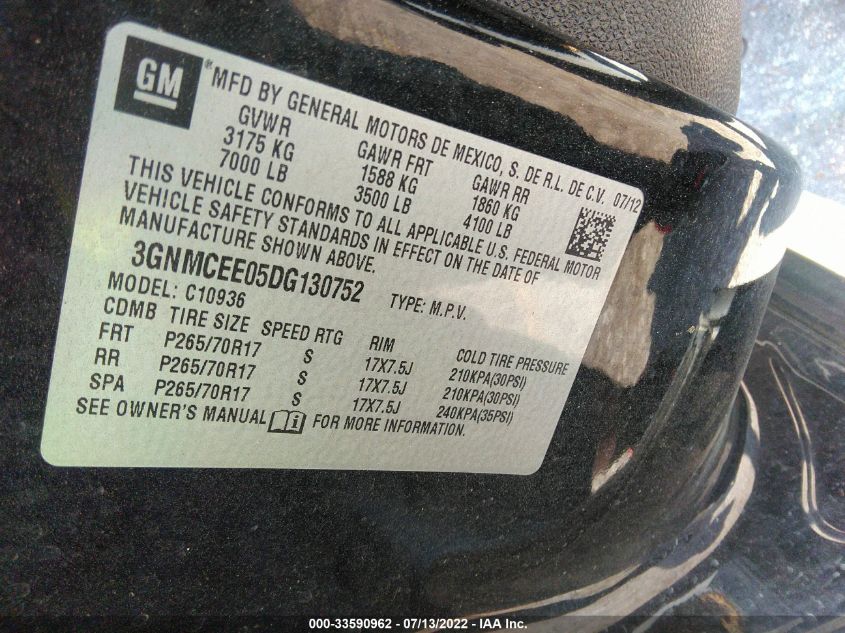 GM
®MFD BY GENERAL MOTORS DE MEXICO, S. DE R.L. DE C.V. 07/12
GVWR GAWR FRT GAWR RR
3175 KG 1588 KG 1860 KG
7000 LB 3500 LB 4100 LB
THIS VEHICLE CONFORMS TO ALL APPLICABLE U.S. FEDERAL MOTOR
VEHICLE SAFETY STANDARDS IN EFFECT ON THE DATE OF
MANUFACTURE SHOWN ABOVE.
3GNMCEE05DG130752 TYPE: M.P.V.
MODEL: C10936
CDMB TIRE SIZE SPEED RTG RIM COLD TIRE PRESSURE
FRT P265/70R17 S 17X7.5J 210KPA(30PSI)
RR P265/70R17 S 17X7.5J 210KPA(30PSI)
SPA P265/70R17 S 17X7.5J 240KPA(35PSI)
SEE OWNER'S MANUAL FOR MORE INFORMATION.
000-33590962 - 07/13/2022 - IAA Inc.